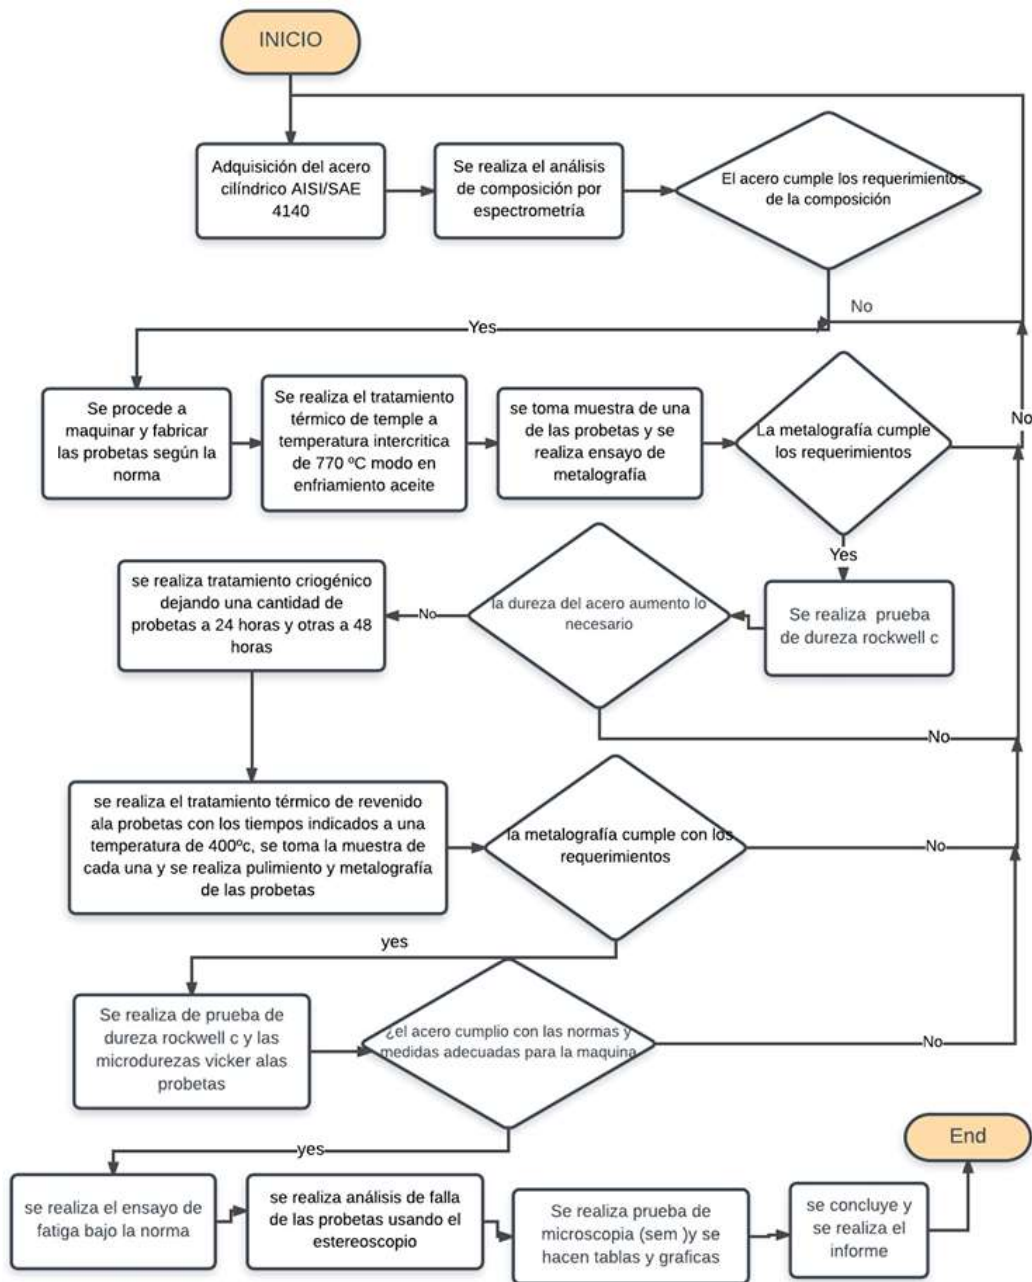 INICIO
Adquisición del acero
cilíndrico AISI/SAE
4140
Se realiza el análisis
de composición por
espectrometría
El acero cumple los requerimientos
de la composición
No
Yes
Se procede a
maquinar y fabricar
las probetas según la
norma
Se realiza el tratamiento
térmico de temple a
temperatura intercritica
de 770 ºC modo en
enfriamiento aceite
se toma muestra de una
de las probetas y se
realiza ensayo de
metalografía
La metalografía cumple
los requerimientos
No
Yes
Se realiza prueba
de dureza rockwell c
la dureza del acero aumento lo
necesario
No
No
se realiza tratamiento criogénico
dejando una cantidad de
probetas a 24 horas y otras a 48
horas
se realiza el tratamiento térmico de revenido
ala probetas con los tiempos indicados a una
temperatura de 400ºc, se toma la muestra de
cada una y se realiza pulimiento y metalografía
de las probetas
la metalografía cumple con los
requerimientos
No
yes
Se realiza de prueba de
dureza rockwell c y las
microdurezas vicker alas
probetas
¿el acero cumplio con las normas y
medidas adecuadas para la maquina
No
yes
se realiza el ensayo de
fatiga bajo la norma
se realiza análisis de falla
de las probetas usando el
estereoscopio
Se realiza prueba de
microscopia (sem )y se
hacen tablas y graficas
se concluye y
se realiza el
informe
End